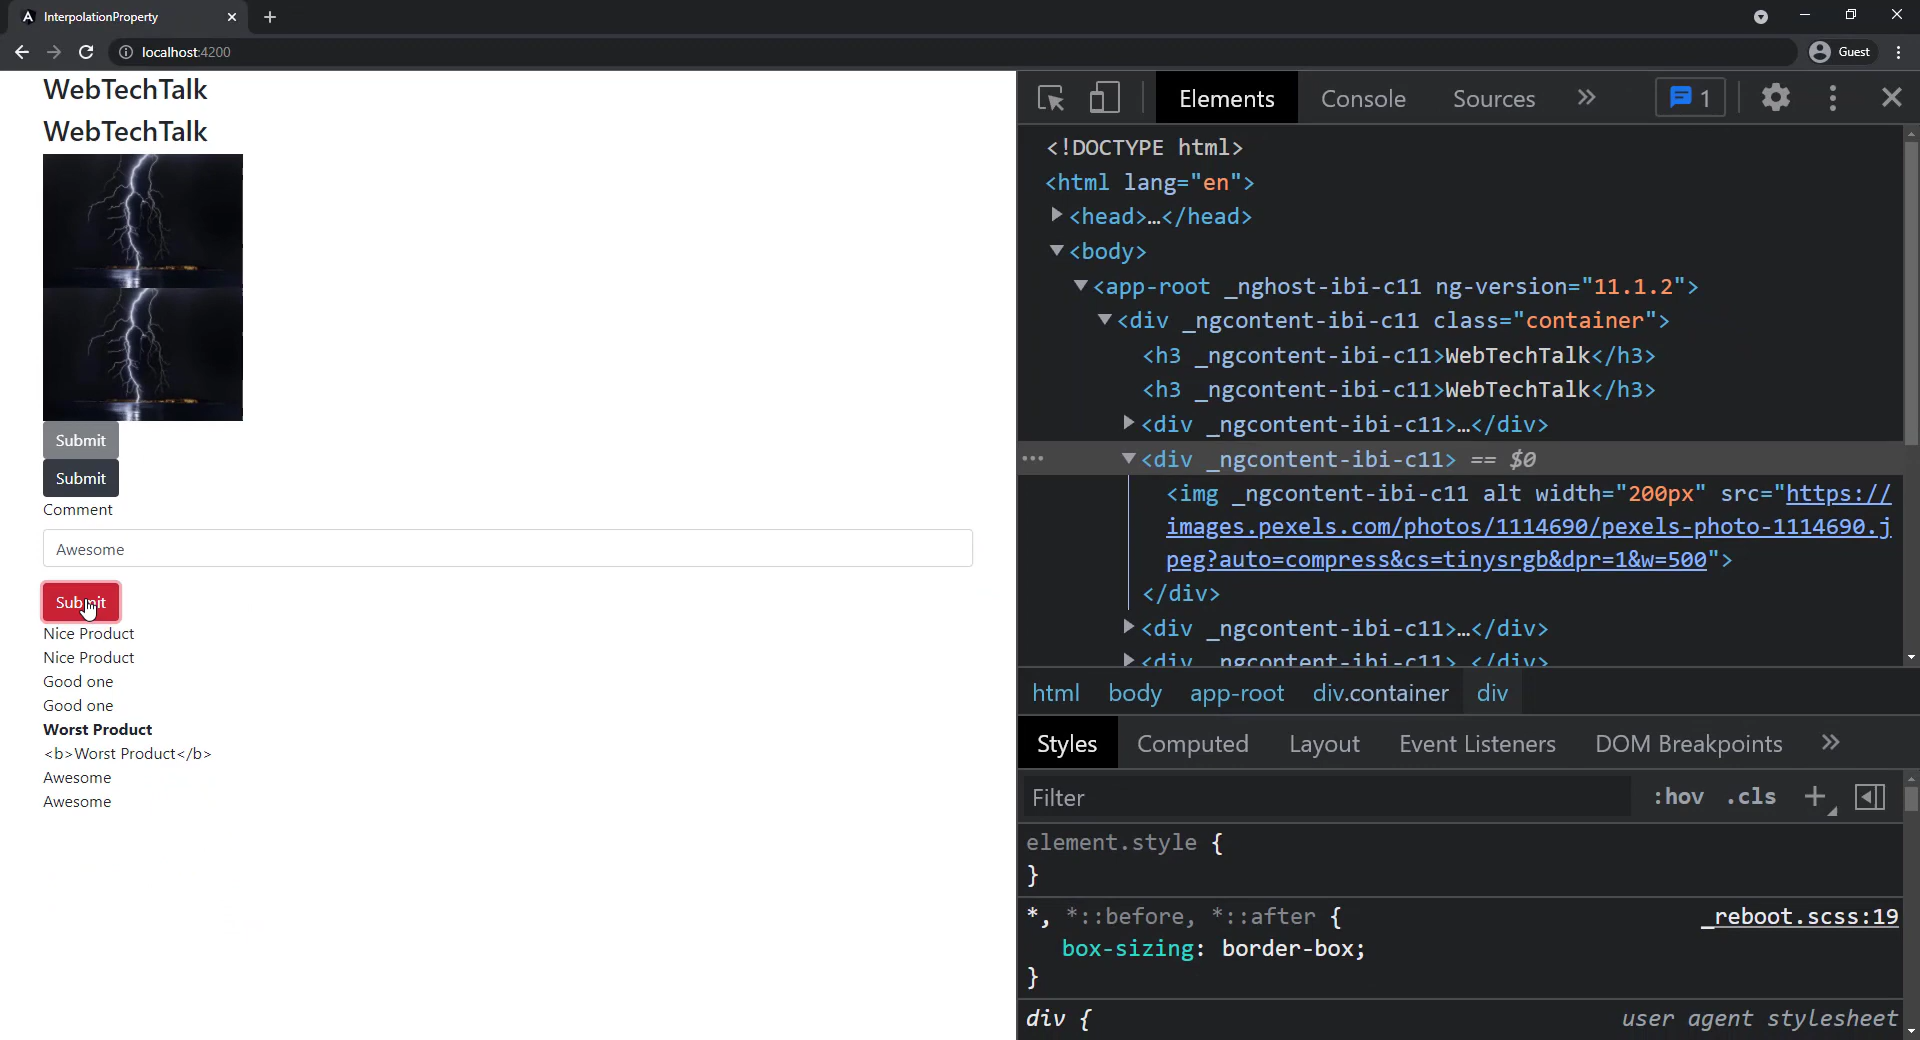 InterpolationProperty
localhost:4200
Guest
WebTechTalk
WebTechTalk
Submit
Submit
Comment
Awesome
Submit
Nice Product
Nice Product
Good one
Good one
Worst Product
<b>Worst Product</b>
Awesome
Awesome
Elements Console Sources » 1
<!DOCTYPE html>
<html lang="en">
<head>…</head>
<body>
<app-root _nghost-ibi-c11 ng-version="11.1.2">
<div _ngcontent-ibi-c11 class="container">
<h3 _ngcontent-ibi-c11>WebTechTalk</h3>
<h3 _ngcontent-ibi-c11>WebTechTalk</h3>
<div _ngcontent-ibi-c11>…</div>
<div _ngcontent-ibi-c11> == $0
<img _ngcontent-ibi-c11 alt width="200px" src="https://
images.pexels.com/photos/1114690/pexels-photo-1114690.j
peg?auto=compress&cs=tinysrgb&dpr=1&w=500">
</div>
<div _ngcontent-ibi-c11>…</div>
<div _ngcontent-ibi-c11>…</div>
html body app-root div.container div
Styles Computed Layout Event Listeners DOM Breakpoints »
Filter :hov .cls +
element.style {
}
*, *::before, *::after { _reboot.scss:19
box-sizing: border-box;
}
div { user agent stylesheet